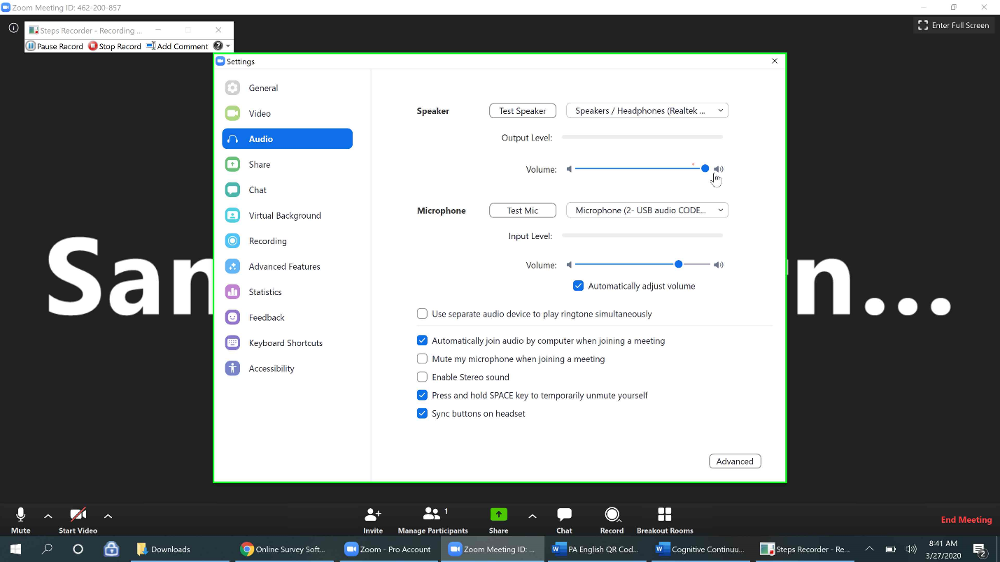 Zoom Meeting ID: 462-200-857
Steps Recorder - Recording ...
Enter Full Screen
Pause Record Stop Record Add Comment
Settings
General
Video
Audio
Share
Chat
Virtual Background
Recording
Advanced Features
Statistics
Feedback
Keyboard Shortcuts
Accessibility
Speaker Test Speaker Speakers / Headphones (Realtek ...
Output Level:
Volume:
Microphone Test Mic Microphone (2- USB audio CODE...
Input Level:
Volume:
Automatically adjust volume
Use separate audio device to play ringtone simultaneously
Automatically join audio by computer when joining a meeting
Mute my microphone when joining a meeting
Enable Stereo sound
Press and hold SPACE key to temporarily unmute yourself
Sync buttons on headset
Advanced
1
Mute Start Video Invite Manage Participants Share Chat Record Breakout Rooms End Meeting
Downloads Online Survey Soft... Zoom - Pro Account Zoom Meeting ID: ... PA English QR Cod... Cognitive Continuu... Steps Recorder - Re...
8:41 AM
3/27/2020
2